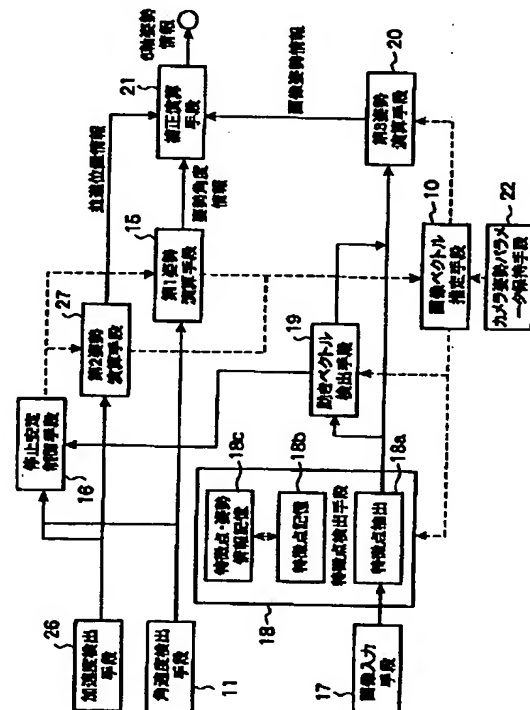 26
加速度検出
手段
停止安定
制御手段
16
27
第2姿勢
演算手段
並進位置情報
21
補正演算
手段
6軸姿勢
情報
角速度検出
手段
11
15
第1姿勢
演算手段
姿勢角度
情報
画像姿勢情報
18c
特徴点・姿勢
情報記憶
18b
特徴点記憶
特徴点検出手段
18a
特徴点検出
18
19
動きベクトル
検出手段
20
第3姿勢
演算手段
17
画像入力
手段
10
画像ベクトル
推定手段
22
カメラ姿勢パラメ
ータ保持手段